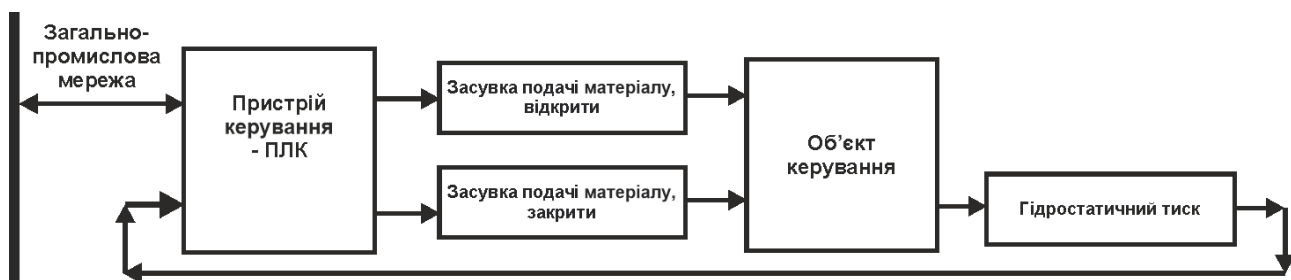 Загально-
промислова
мережа
Пристрій
керування
- ПЛК
Засувка подачі матеріалу,
відкрити
Засувка подачі матеріалу,
закрити
Об’єкт
керування
Гідростатичний тиск